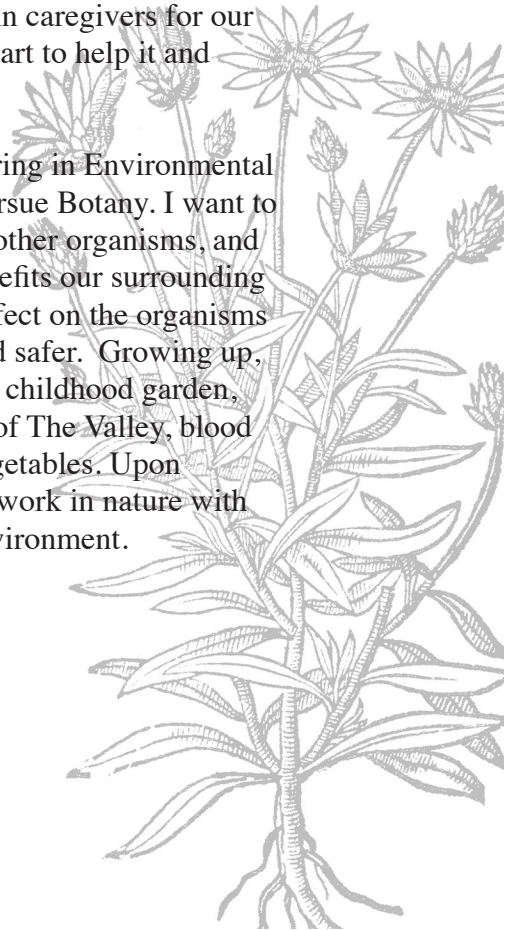 n caregivers for our
art to help it and
ring in Environmental
rsue Botany. I want to
other organisms, and
efits our surrounding
fect on the organisms
d safer.  Growing up,
childhood garden,
of The Valley, blood
getables. Upon
work in nature with
vironment.